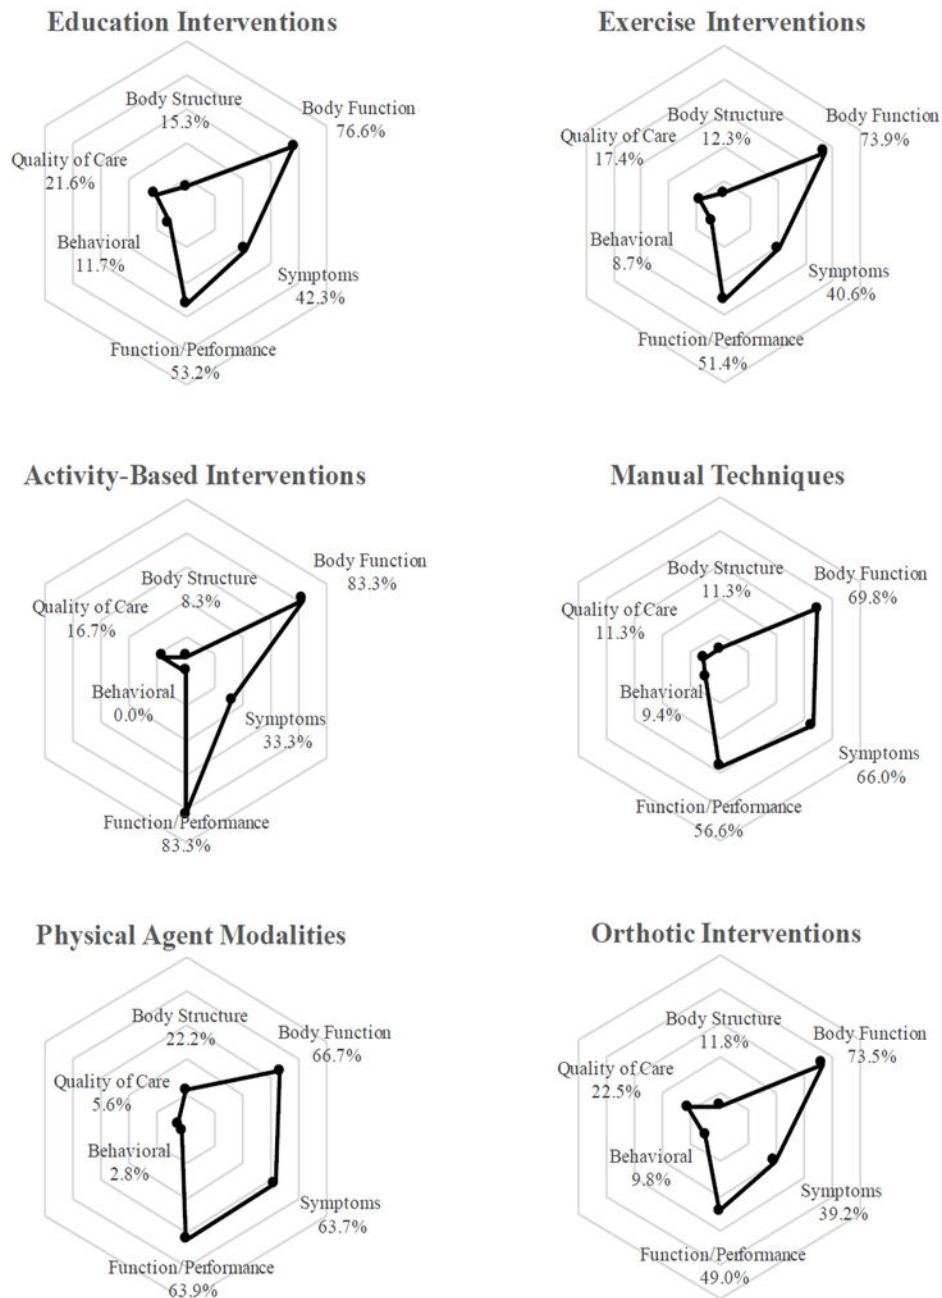 Education Interventions
Body Structure
15.3%
Body Function
76.6%
Quality of Care
21.6%
Behavioral
11.7%
Symptoms
42.3%
Function/Performance
53.2%
Exercise Interventions
Body Structure
12.3%
Body Function
73.9%
Quality of Care
17.4%
Behavioral
8.7%
Symptoms
40.6%
Function/Performance
51.4%
Activity-Based Interventions
Body Function
83.3%
Body Structure
8.3%
Quality of Care
16.7%
Behavioral
0.0%
Symptoms
33.3%
Function/Performance
83.3%
Manual Techniques
Body Structure
11.3%
Body Function
69.8%
Quality of Care
11.3%
Behavioral
9.4%
Symptoms
66.0%
Function/Performance
56.6%
Physical Agent Modalities
Body Structure
22.2%
Body Function
66.7%
Quality of Care
5.6%
Behavioral
2.8%
Symptoms
63.7%
Function/Performance
63.9%
Orthotic Interventions
Body Structure
11.8%
Body Function
73.5%
Quality of Care
22.5%
Behavioral
9.8%
Symptoms
39.2%
Function/Performance
49.0%